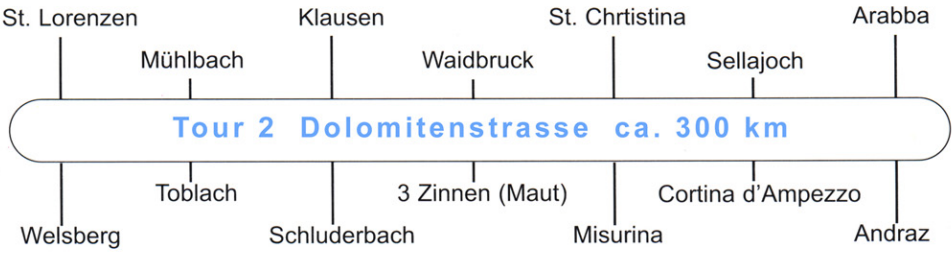 St. Lorenzen Klausen St. Chrtistina Arabba
Mühlbach Waidbruck Sellajoch
Tour 2 Dolomitenstrasse ca. 300 km
Toblach 3 Zinnen (Maut) Cortina d'Ampezzo
Welsberg Schluderbach Misurina Andraz